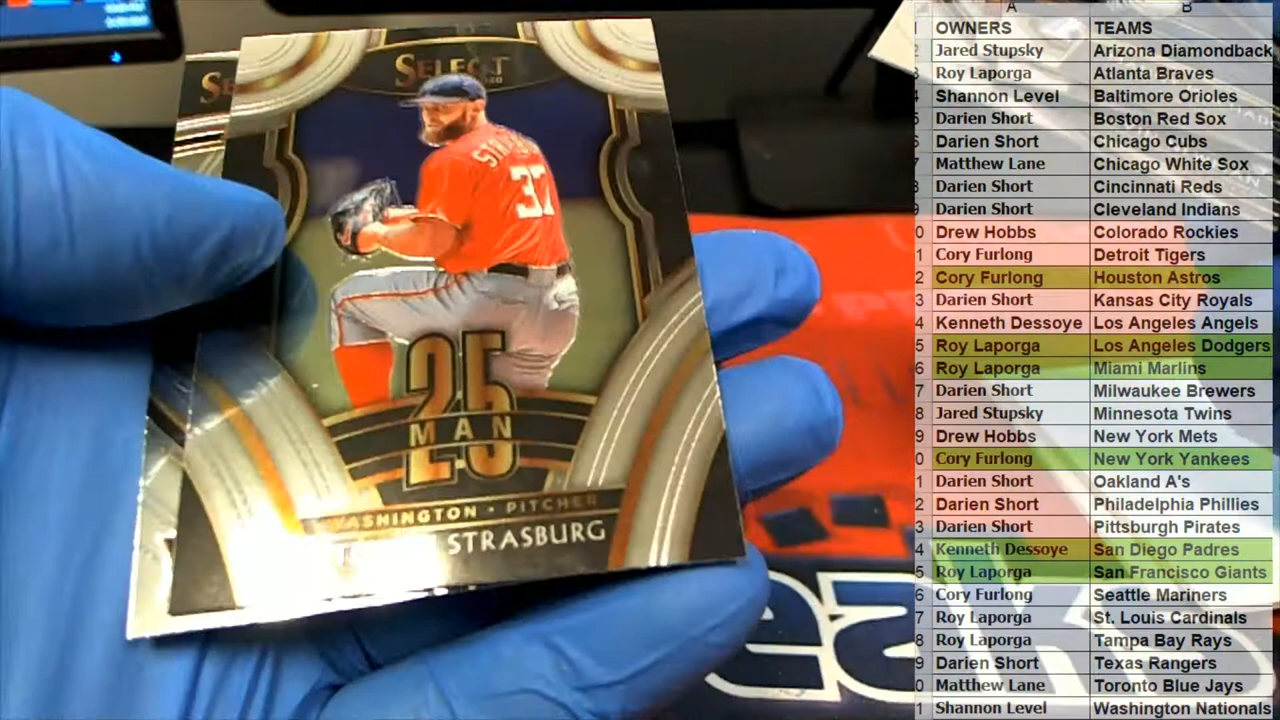 SELECT
STRASBURG
37
25
MAN
WASHINGTON • PITCHER
STRASBURG
A B
OWNERS TEAMS
Jared Stupsky Arizona Diamondback
Roy Laporga Atlanta Braves
Shannon Level Baltimore Orioles
Darien Short Boston Red Sox
Darien Short Chicago Cubs
Matthew Lane Chicago White Sox
Darien Short Cincinnati Reds
Darien Short Cleveland Indians
Drew Hobbs Colorado Rockies
Cory Furlong Detroit Tigers
Cory Furlong Houston Astros
Darien Short Kansas City Royals
Kenneth Dessoye Los Angeles Angels
Roy Laporga Los Angeles Dodgers
Roy Laporga Miami Marlins
Darien Short Milwaukee Brewers
Jared Stupsky Minnesota Twins
Drew Hobbs New York Mets
Cory Furlong New York Yankees
Darien Short Oakland A's
Darien Short Philadelphia Phillies
Darien Short Pittsburgh Pirates
Kenneth Dessoye San Diego Padres
Roy Laporga San Francisco Giants
Cory Furlong Seattle Mariners
Roy Laporga St. Louis Cardinals
Roy Laporga Tampa Bay Rays
Darien Short Texas Rangers
Matthew Lane Toronto Blue Jays
Shannon Level Washington Nationals